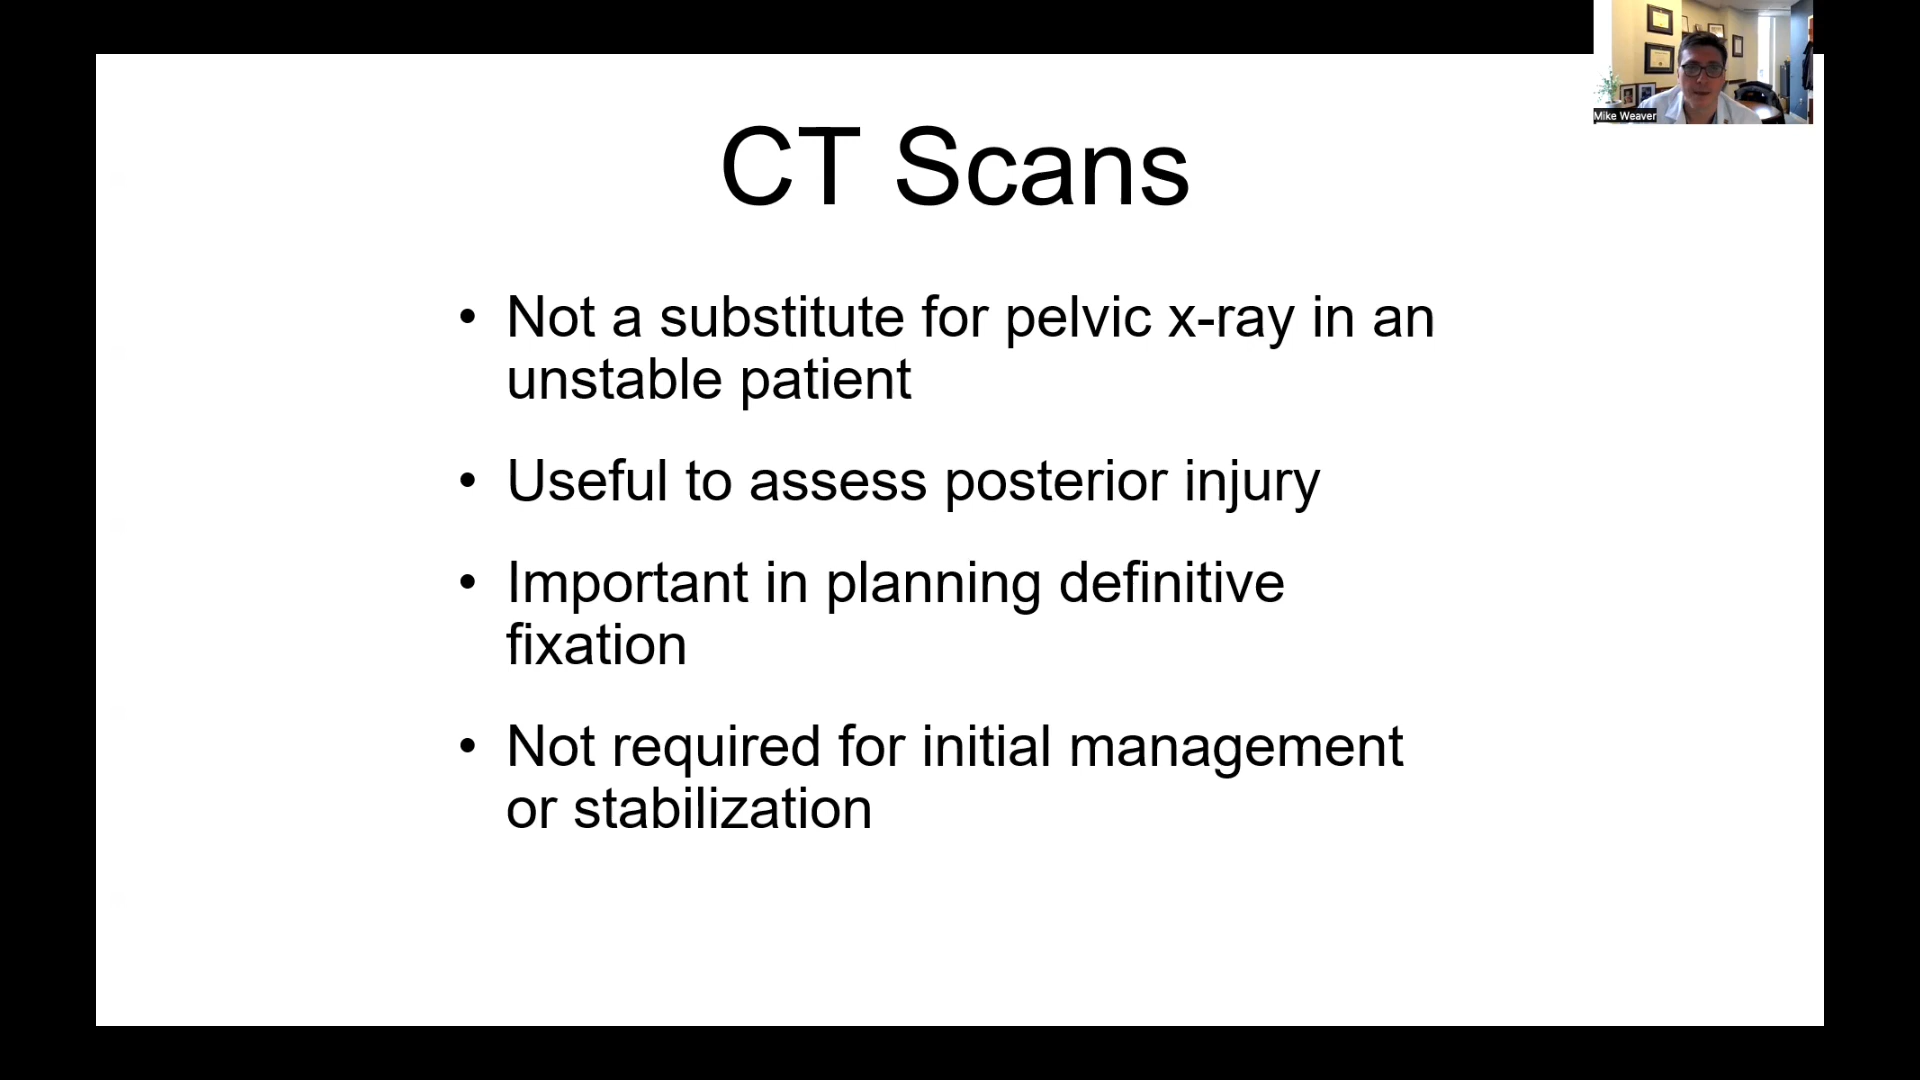 Mike Weaver
CT Scans
• Not a substitute for pelvic x-ray in an
unstable patient
• Useful to assess posterior injury
• Important in planning definitive
fixation
• Not required for initial management
or stabilization